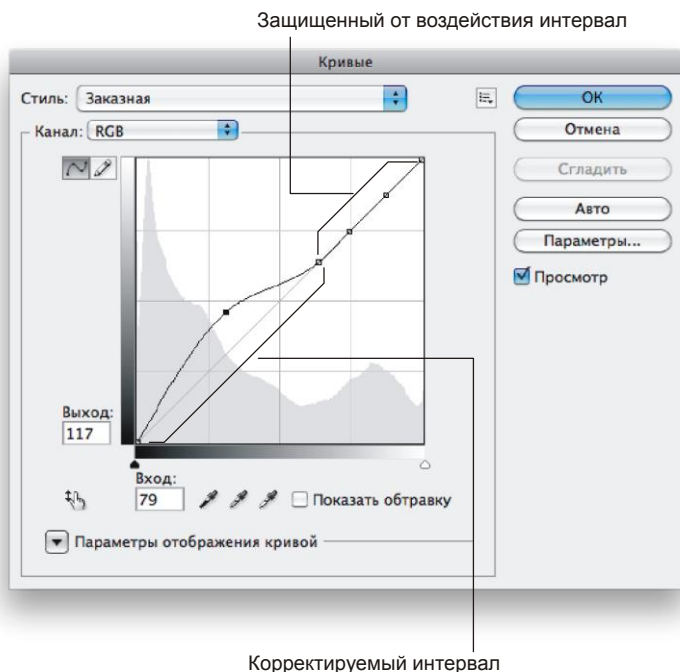 Защищенный от воздействия интервал
Кривые
Стиль: Заказная
OK
Канал: RGB
Отмена
Сгладить
Авто
Параметры...
Просмотр
Выход:
117
Вход:
79
Показать обтравку
Параметры отображения кривой
Корректируемый интервал